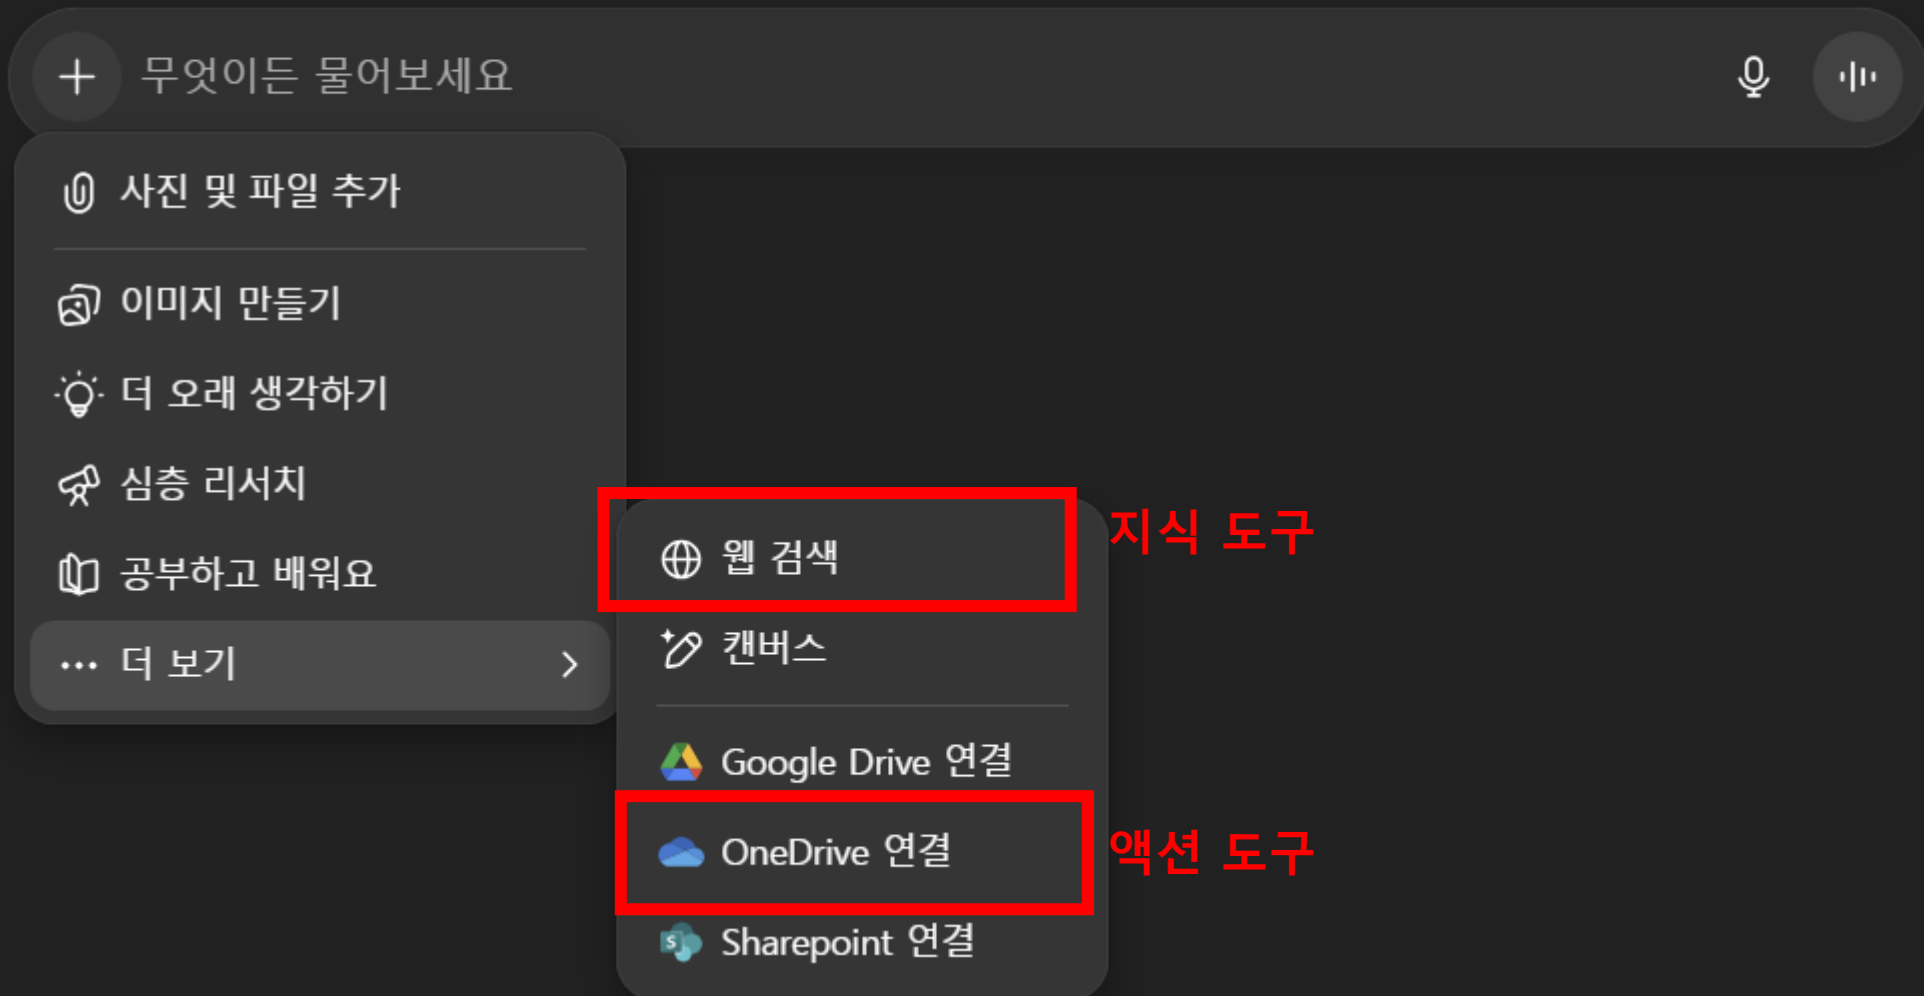 무엇이든 물어보세요
사진 및 파일 추가
이미지 만들기
더 오래 생각하기
심층 리서치
공부하고 배워요
더 보기
웹 검색
지식 도구
캔버스
Google Drive 연결
OneDrive 연결
액션 도구
Sharepoint 연결